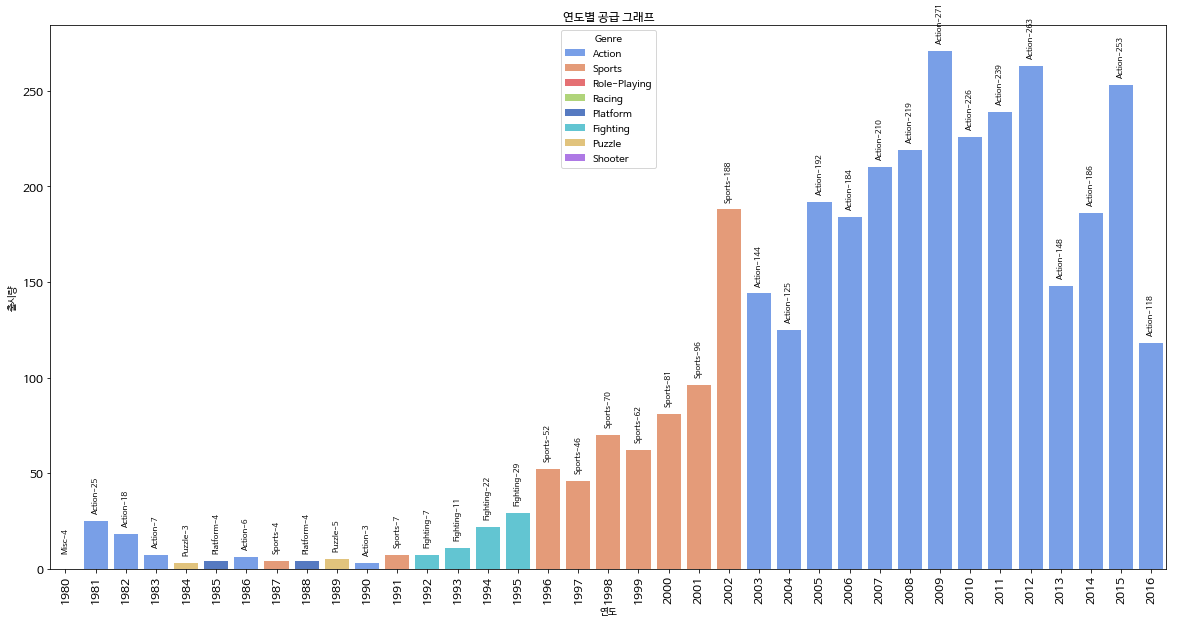 연도별 공급 그래프
Genre
Action
Sports
Role-Playing
Racing
Platform
Fighting
Puzzle
Shooter
출시량
250
200
150
100
50
0
Misc-4
Action-25
Action-18
Action-7
Puzzle-3
Platform-4
Action-6
Sports-4
Platform-4
Puzzle-5
Action-3
Sports-7
Fighting-7
Fighting-11
Fighting-22
Fighting-29
Sports-52
Sports-46
Sports-70
Sports-62
Sports-81
Sports-96
Sports-188
Action-144
Action-125
Action-192
Action-184
Action-210
Action-219
Action-271
Action-226
Action-239
Action-263
Action-148
Action-186
Action-253
Action-118
1980
1981
1982
1983
1984
1985
1986
1987
1988
1989
1990
1991
1992
1993
1994
1995
1996
1997
1998
1999
2000
2001
2002
2003
2004
2005
2006
2007
2008
2009
2010
2011
2012
2013
2014
2015
2016
연도